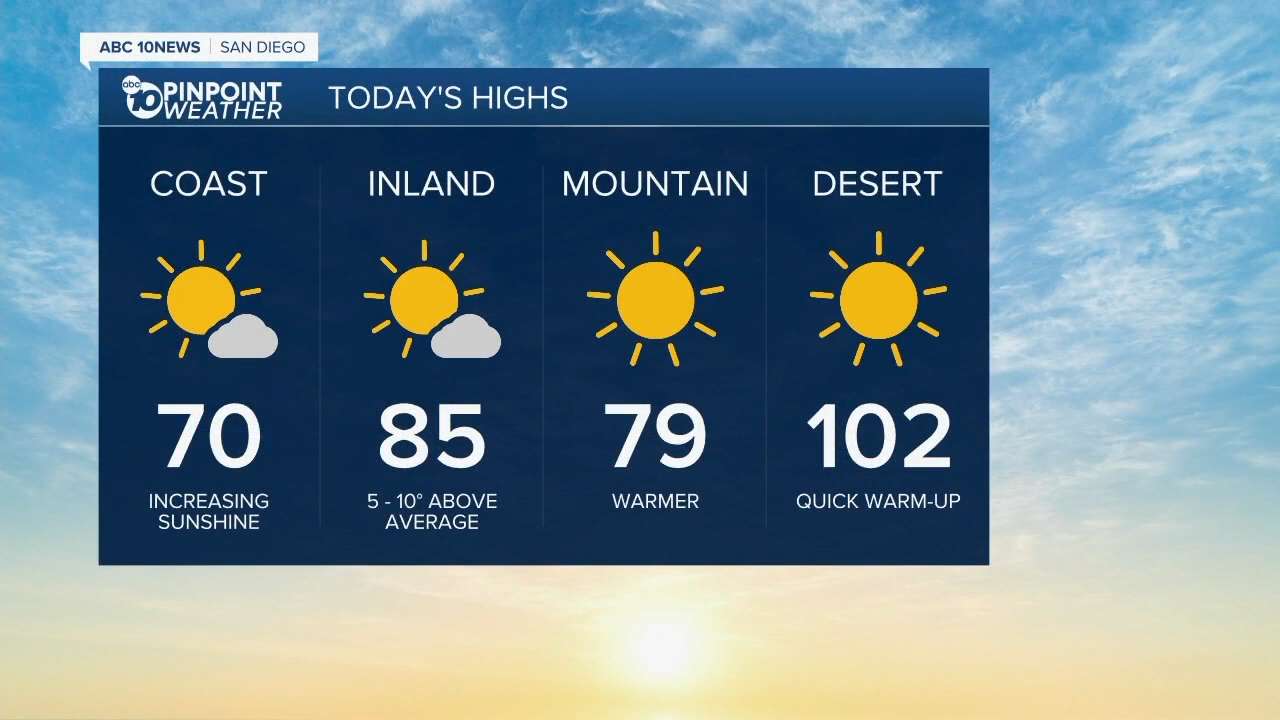 ABC 10NEWS | SAN DIEGO
abc 10 PINPOINT WEATHER
TODAY'S HIGHS
COAST
70
INCREASING
SUNSHINE
INLAND
85
5 - 10° ABOVE
AVERAGE
MOUNTAIN
79
WARMER
DESERT
102
QUICK WARM-UP